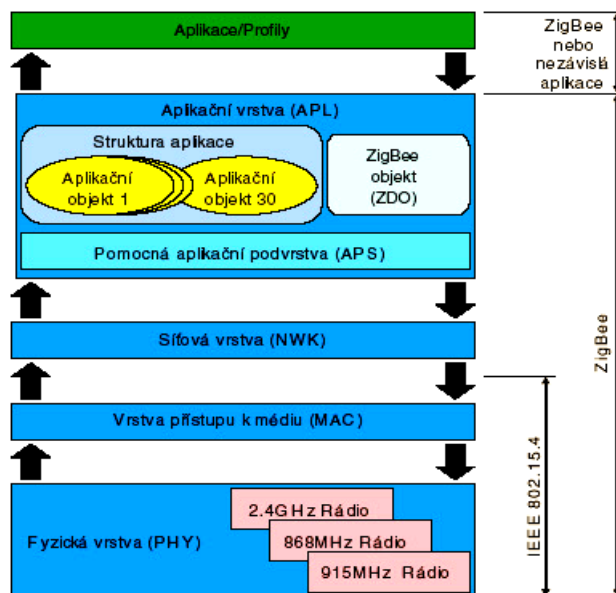 Aplikace/Profily
ZigBee
nebo
nezávislá
aplikace
Aplikační vrstva (APL)
Struktura aplikace
Aplikační
objekt 1
Aplikační
objekt 30
ZigBee
objekt
(ZDO)
Pomocná aplikační podvrstva (APS)
Síťová vrstva (NWK)
Vrstva přístupu k médiu (MAC)
Fyzická vrstva (PHY)
2.4GHz Rádio
868MHz Rádio
915MHz Rádio
IEEE 802.15.4
ZigBee